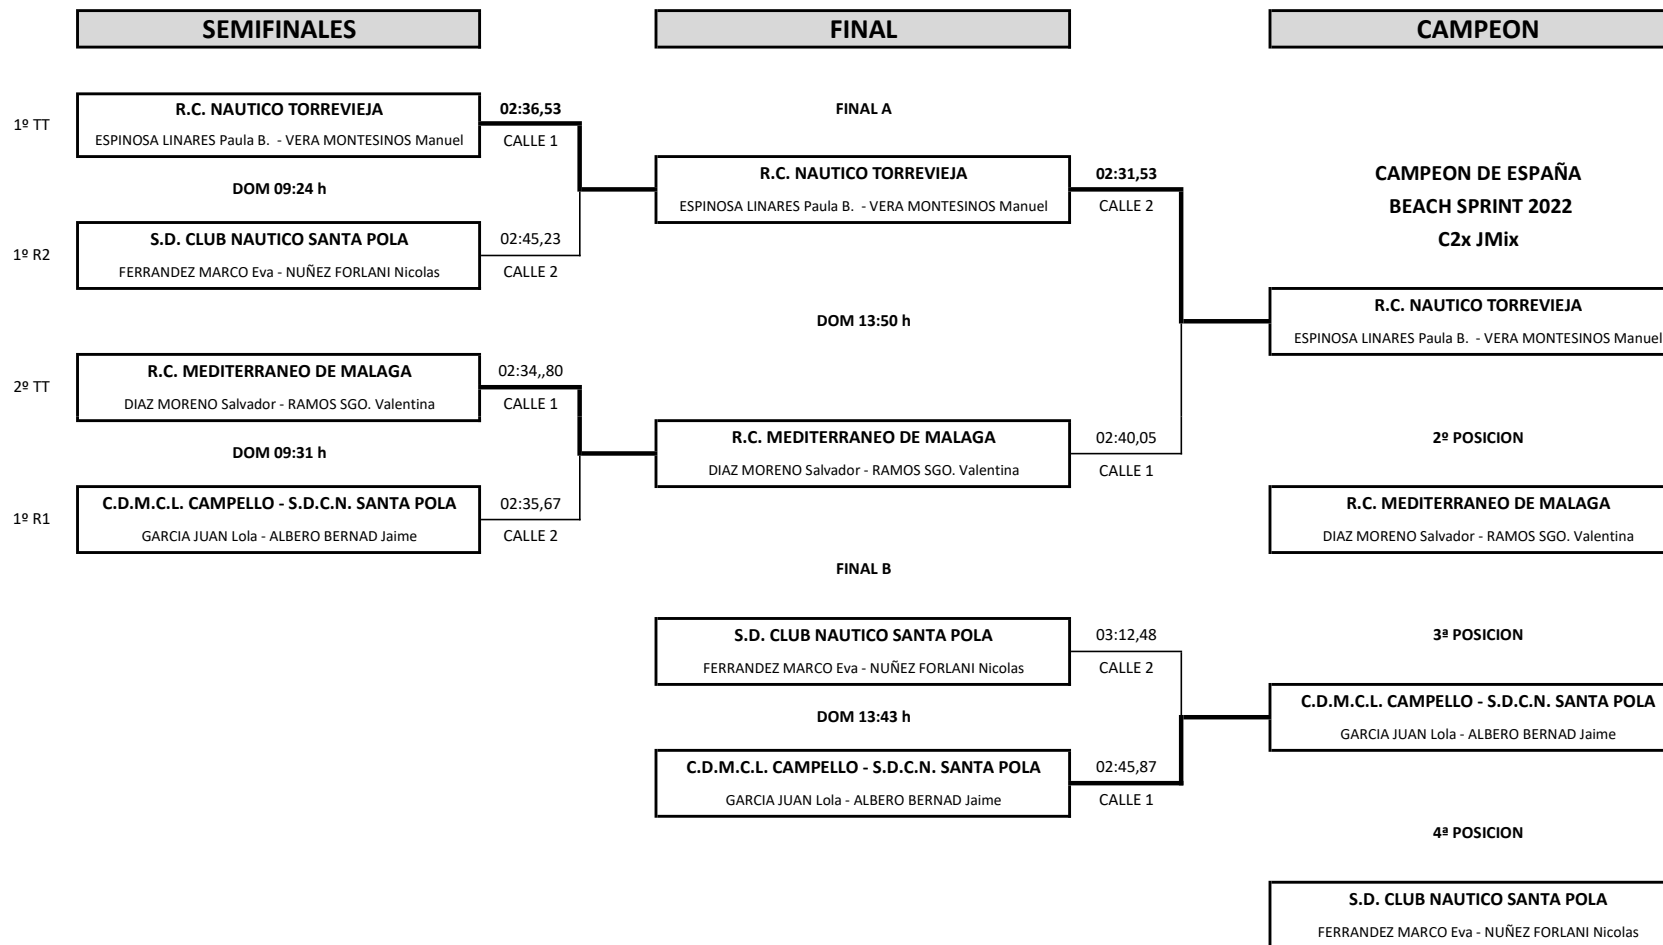 SEMIFINALES
FINAL
CAMPEON
1º TT
R.C. NAUTICO TORREVIEJA
ESPINOSA LINARES Paula B.  - VERA MONTESINOS Manuel
02:36,53
CALLE 1
DOM 09:24 h
1º R2
S.D. CLUB NAUTICO SANTA POLA
FERRANDEZ MARCO Eva - NUÑEZ FORLANI Nicolas
02:45,23
CALLE 2
2º TT
R.C. MEDITERRANEO DE MALAGA
DIAZ MORENO Salvador - RAMOS SGO. Valentina
02:34,,80
CALLE 1
DOM 09:31 h
1º R1
C.D.M.C.L. CAMPELLO - S.D.C.N. SANTA POLA
GARCIA JUAN Lola - ALBERO BERNAD Jaime
02:35,67
CALLE 2
FINAL A
R.C. NAUTICO TORREVIEJA
ESPINOSA LINARES Paula B.  - VERA MONTESINOS Manuel
02:31,53
CALLE 2
DOM 13:50 h
R.C. MEDITERRANEO DE MALAGA
DIAZ MORENO Salvador - RAMOS SGO. Valentina
02:40,05
CALLE 1
FINAL B
S.D. CLUB NAUTICO SANTA POLA
FERRANDEZ MARCO Eva - NUÑEZ FORLANI Nicolas
03:12,48
CALLE 2
DOM 13:43 h
C.D.M.C.L. CAMPELLO - S.D.C.N. SANTA POLA
GARCIA JUAN Lola - ALBERO BERNAD Jaime
02:45,87
CALLE 1
CAMPEON DE ESPAÑA
BEACH SPRINT 2022
C2x JMix
R.C. NAUTICO TORREVIEJA
ESPINOSA LINARES Paula B.  - VERA MONTESINOS Manuel
2º POSICION
R.C. MEDITERRANEO DE MALAGA
DIAZ MORENO Salvador - RAMOS SGO. Valentina
3ª POSICION
C.D.M.C.L. CAMPELLO - S.D.C.N. SANTA POLA
GARCIA JUAN Lola - ALBERO BERNAD Jaime
4ª POSICION
S.D. CLUB NAUTICO SANTA POLA
FERRANDEZ MARCO Eva - NUÑEZ FORLANI Nicolas